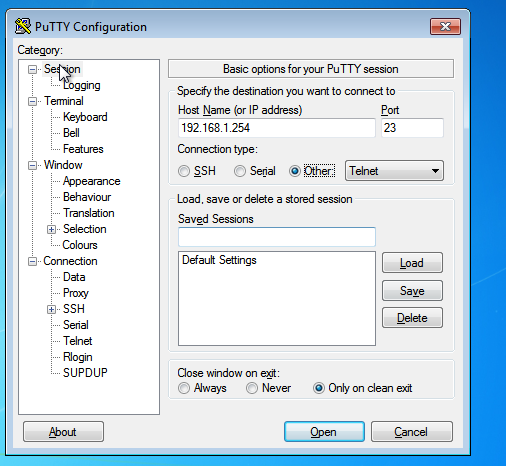 PuTTY Configuration
Category:
Session
Logging
Terminal
Keyboard
Bell
Features
Window
Appearance
Behaviour
Translation
Selection
Colours
Connection
Data
Proxy
SSH
Serial
Telnet
Rlogin
SUPDUP
Basic options for your PuTTY session
Specify the destination you want to connect to
Host Name (or IP address) Port
192.168.1.254 23
Connection type:
SSH Serial Other: Telnet
Load, save or delete a stored session
Saved Sessions
Default Settings
Load
Save
Delete
Close window on exit:
Always Never Only on clean exit
About Open Cancel